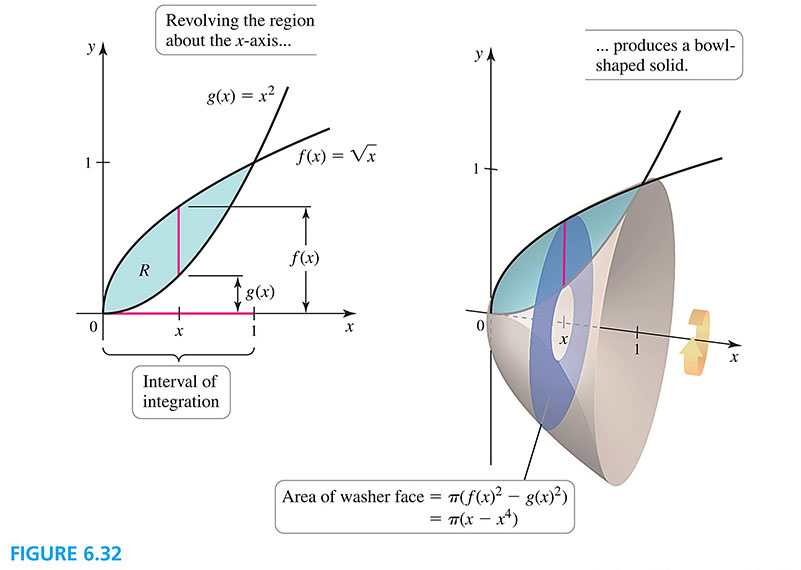 Revolving the region
about the x-axis...
y
g(x) = x²
1
f(x) = √x
R
f(x)
g(x)
0
x
1
x
Interval of
integration
... produces a bowl-
shaped solid.
y
1
0
x
1
x
Area of washer face = π(f(x)² − g(x)²)
= π(x − x⁴)
FIGURE 6.32